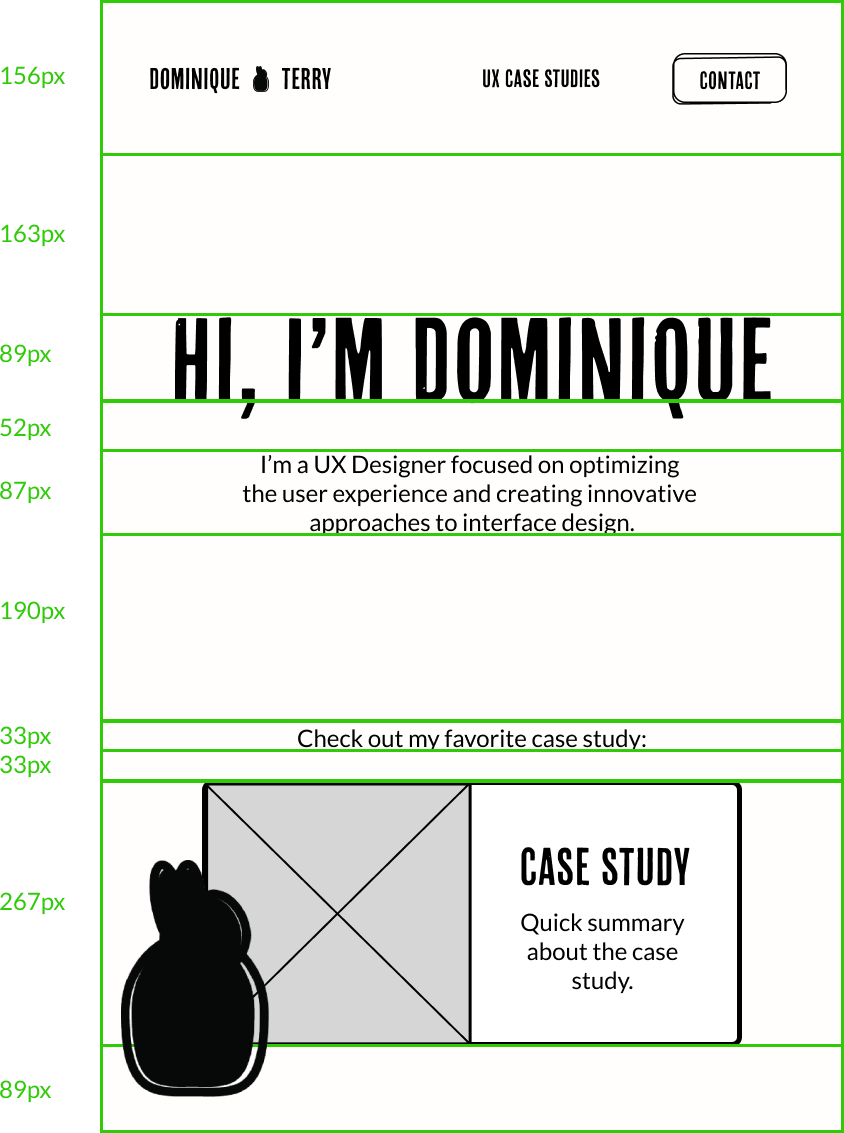 156px
DOMINIQUE TERRY
UX CASE STUDIES
CONTACT
163px
89px
HI, I’M DOMINIQUE
52px
87px
I’m a UX Designer focused on optimizing
the user experience and creating innovative
approaches to interface design.
190px
33px
Check out my favorite case study:
33px
267px
CASE STUDY
Quick summary
about the case
study.
89px